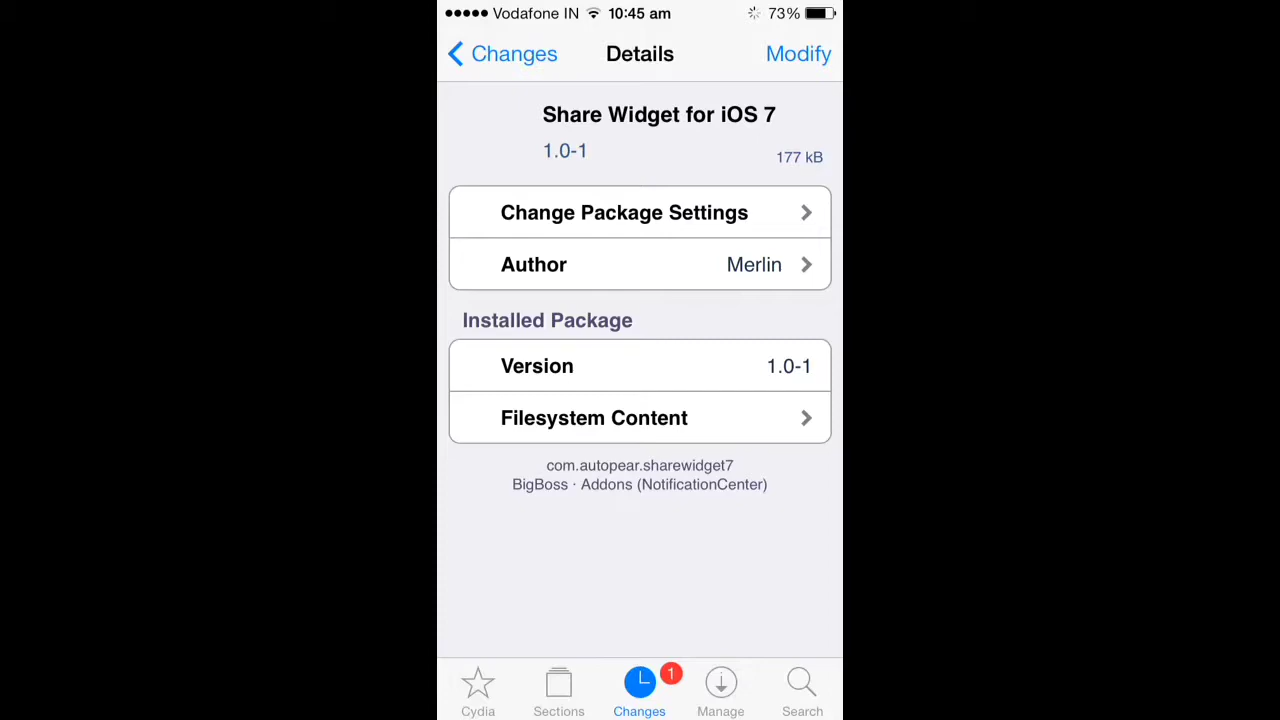 Vodafone IN 10:45 am 73%
Changes Details Modify
Share Widget for iOS 7
1.0-1
177 kB
Change Package Settings
Author Merlin
Installed Package
Version 1.0-1
Filesystem Content
com.autopear.sharewidget7
BigBoss · Addons (NotificationCenter)
1
Cydia Sections Changes Manage Search